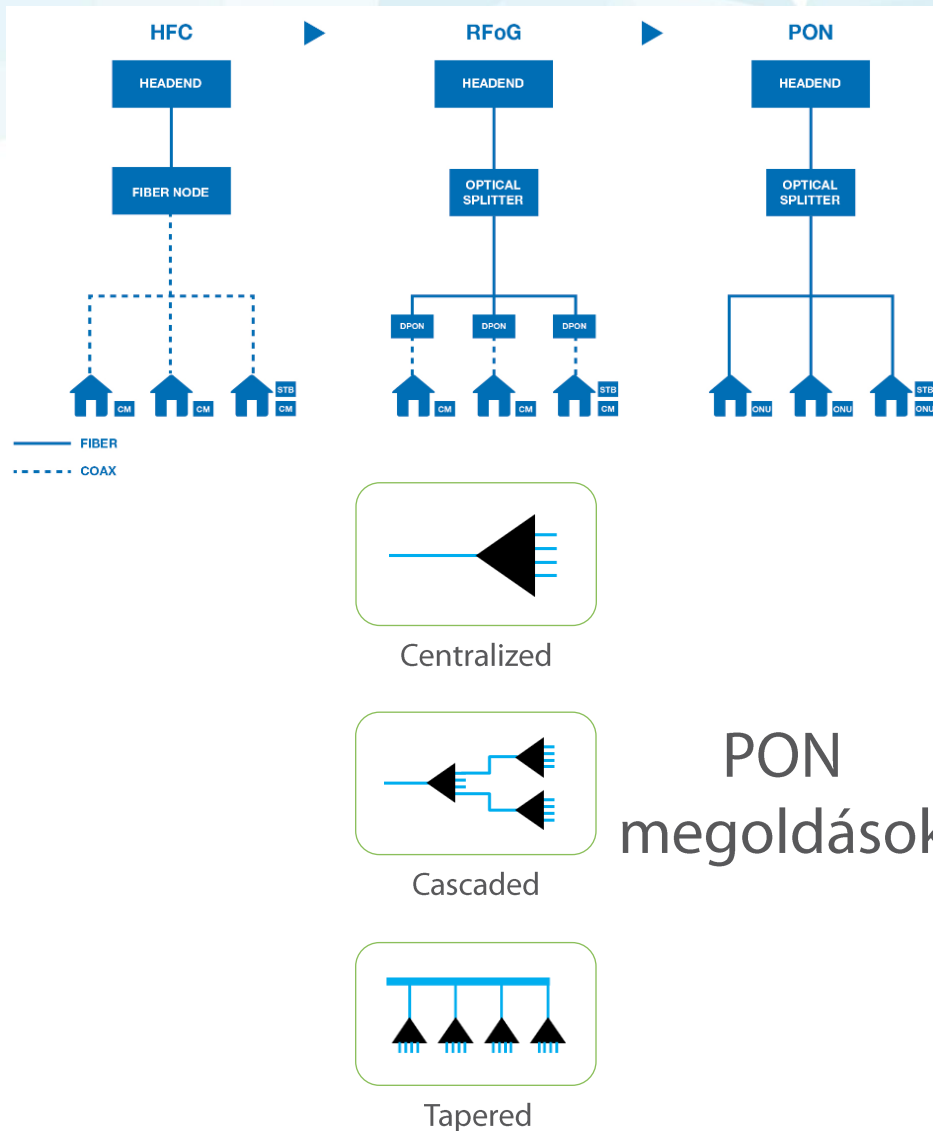 HFC
RFoG
PON
HEADEND
HEADEND
HEADEND
FIBER NODE
OPTICAL
SPLITTER
OPTICAL
SPLITTER
DPON
DPON
DPON
CM
CM
STB
CM
CM
CM
STB
CM
ONU
ONU
STB
ONU
FIBER
COAX
Centralized
PON
megoldások
Cascaded
Tapered